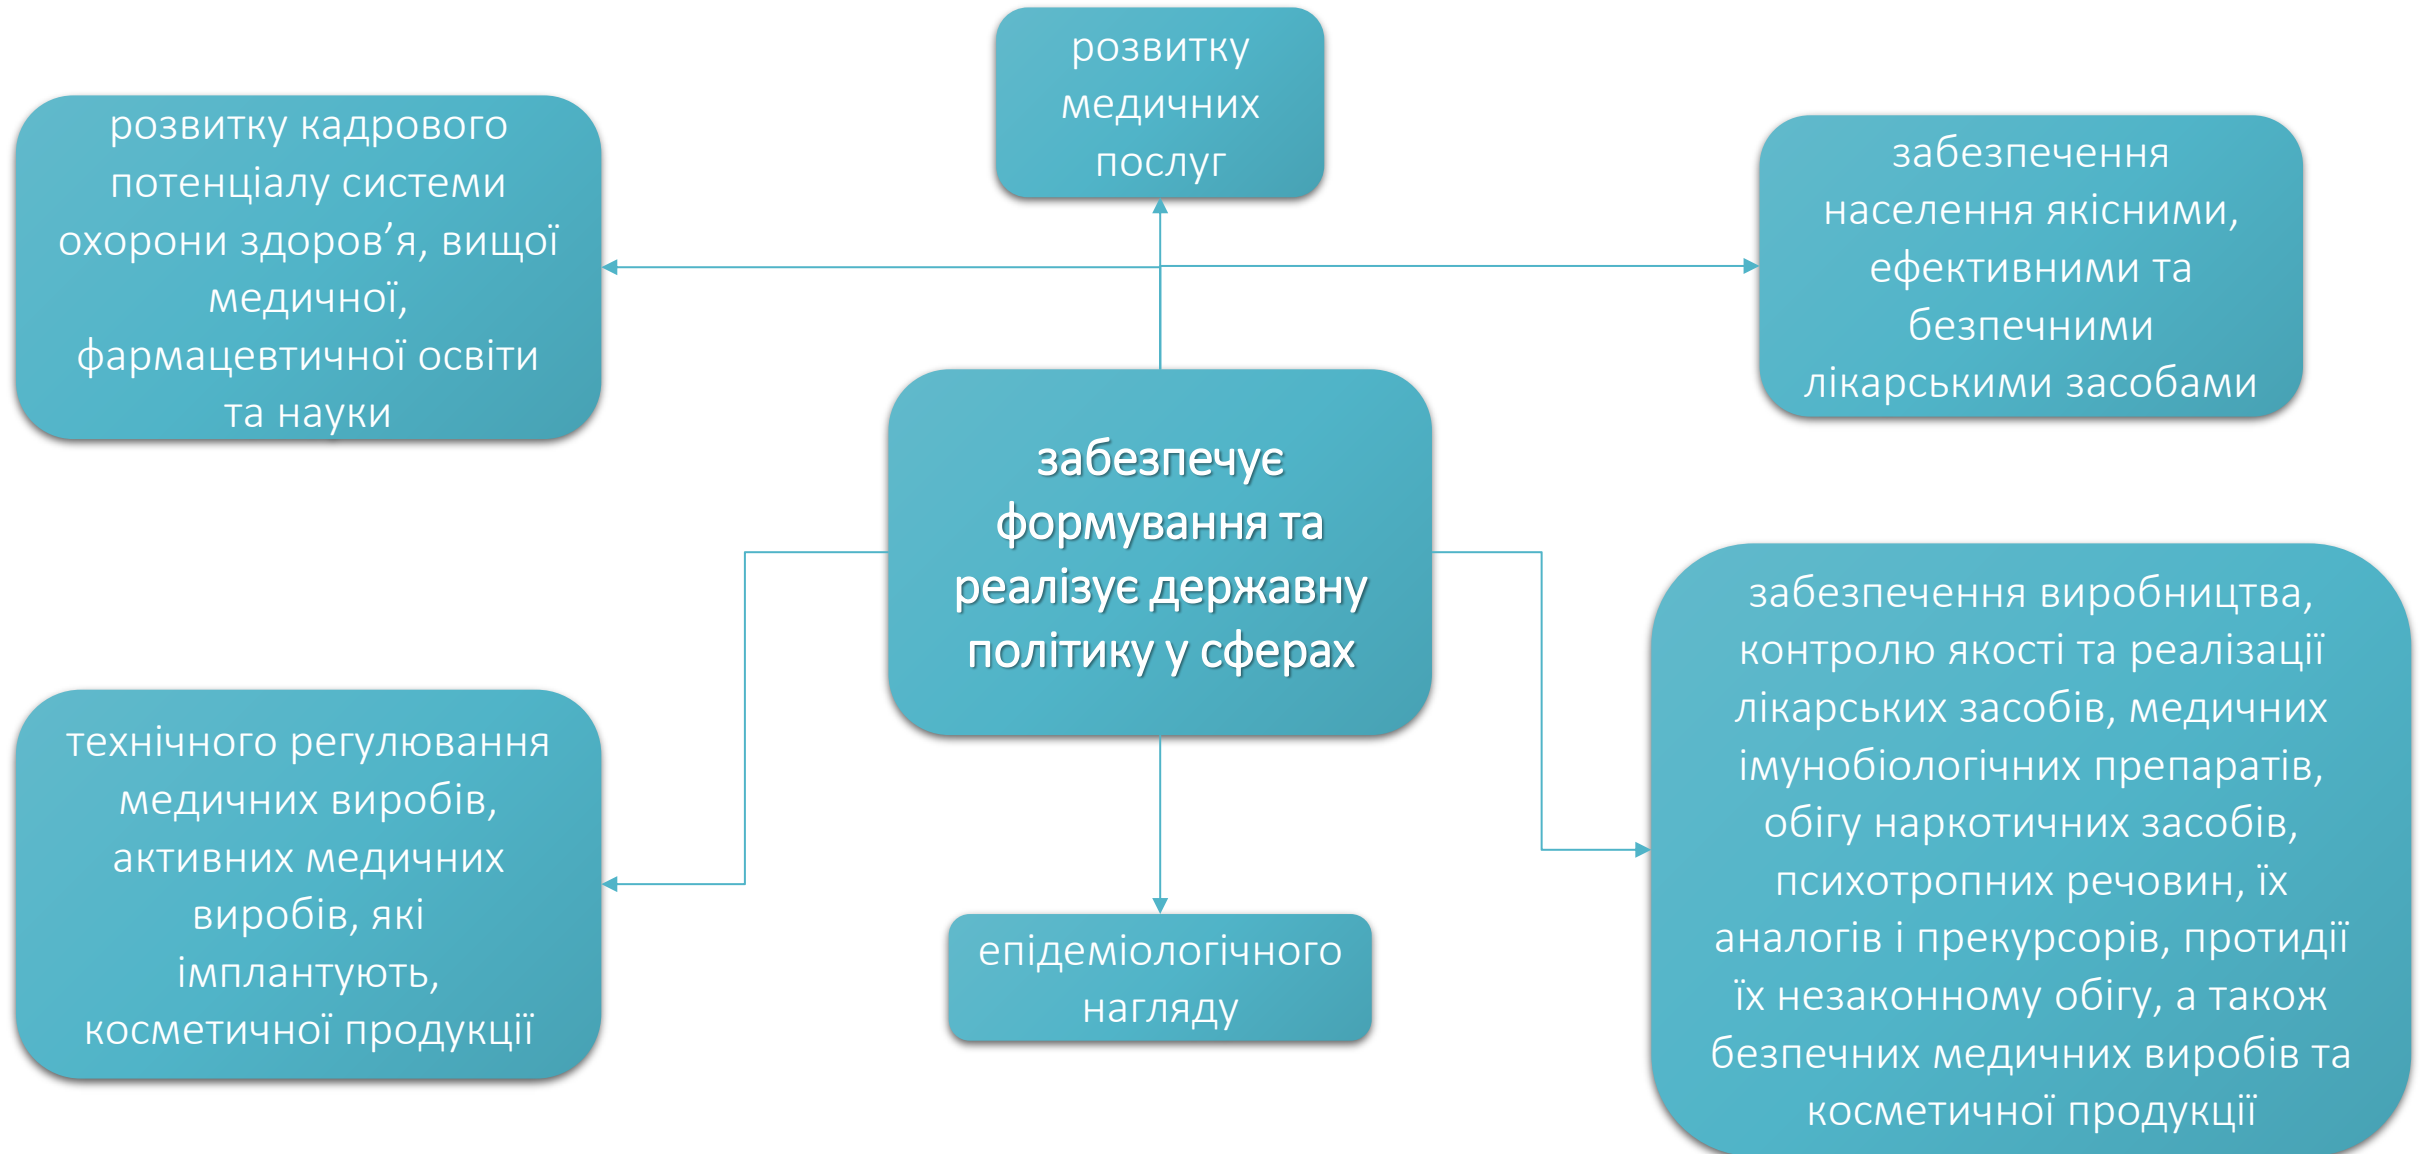 розвитку
медичних
послуг
розвитку кадрового
потенціалу системи
охорони здоров’я, вищої
медичної,
фармацевтичної освіти
та науки
забезпечення
населення якісними,
ефективними та
безпечними
лікарськими засобами
забезпечує
формування та
реалізує державну
політику у сферах
технічного регулювання
медичних виробів,
активних медичних
виробів, які
імплантують,
косметичної продукції
епідеміологічного
нагляду
забезпечення виробництва,
контролю якості та реалізації
лікарських засобів, медичних
імунобіологічних препаратів,
обігу наркотичних засобів,
психотропних речовин, їх
аналогів і прекурсорів, протидії
їх незаконному обігу, а також
безпечних медичних виробів та
косметичної продукції